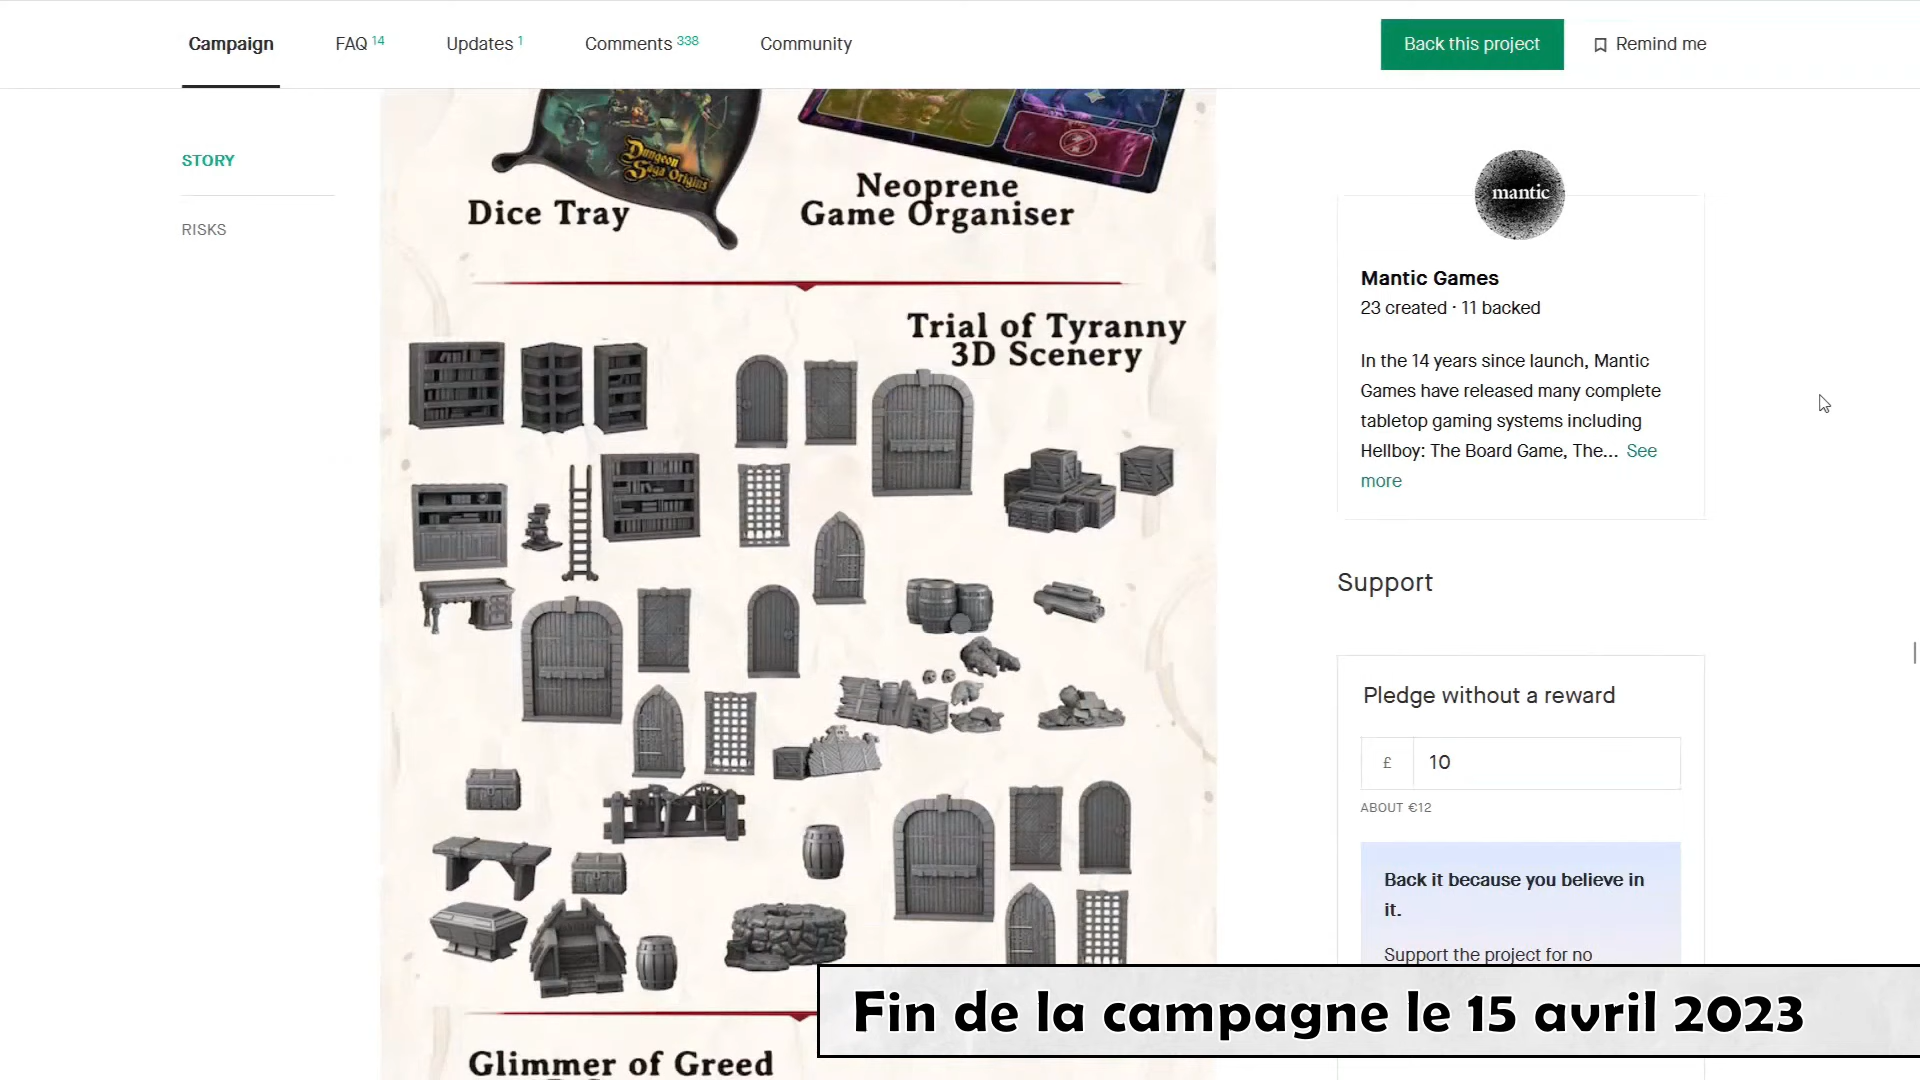 Campaign
FAQ 14
Updates 1
Comments 338
Community
Back this project
Remind me
STORY
RISKS
Dungeon
Saga Origins
Dice Tray
Neoprene
Game Organiser
Trial of Tyranny
3D Scenery
Glimmer of Greed
mantic
Mantic Games
23 created · 11 backed
In the 14 years since launch, Mantic
Games have released many complete
tabletop gaming systems including
Hellboy: The Board Game, The... See
more
Support
Pledge without a reward
£ 10
ABOUT €12
Back it because you believe in
it.
Support the project for no
Fin de la campagne le 15 avril 2023